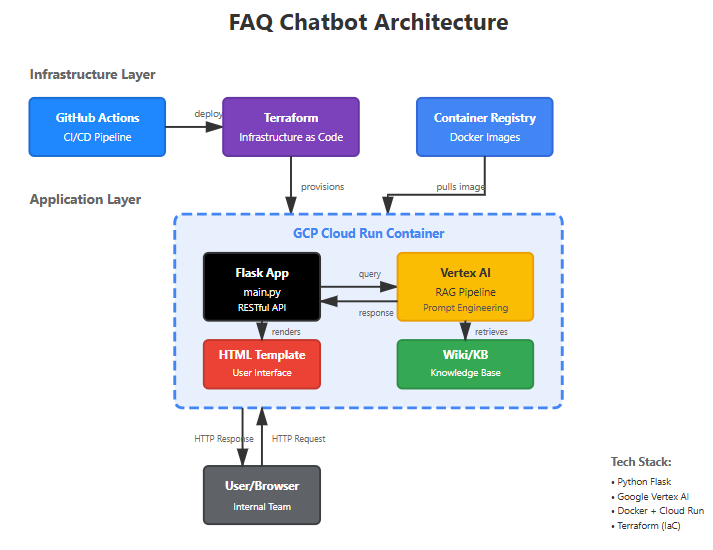 FAQ Chatbot Architecture
Infrastructure Layer
GitHub Actions
CI/CD Pipeline
deploy
Terraform
Infrastructure as Code
Container Registry
Docker Images
provisions
pulls image
Application Layer
GCP Cloud Run Container
Flask App
main.py
RESTful API
query
response
Vertex AI
RAG Pipeline
Prompt Engineering
renders
retrieves
HTML Template
User Interface
Wiki/KB
Knowledge Base
HTTP Response
HTTP Request
User/Browser
Internal Team
Tech Stack:
• Python Flask
• Google Vertex AI
• Docker + Cloud Run
• Terraform (IaC)